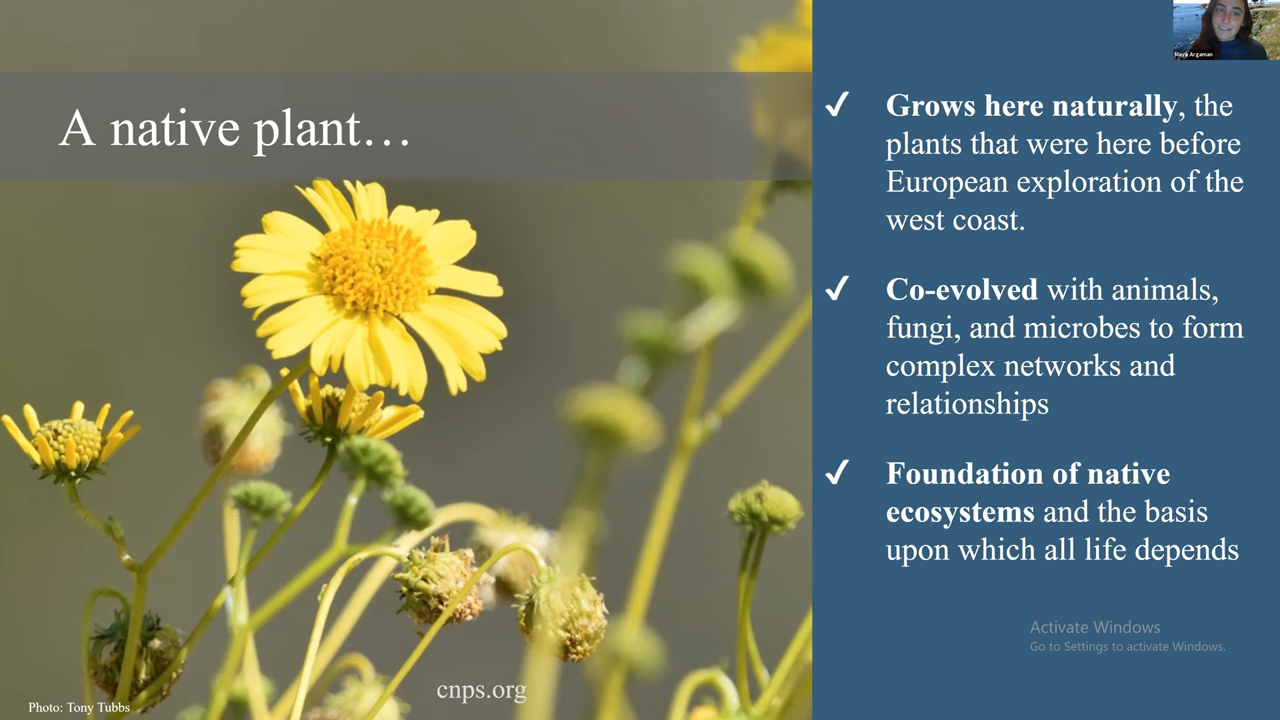 Maya Argaman
A native plant…
✓ Grows here naturally, the
plants that were here before
European exploration of the
west coast.
✓ Co-evolved with animals,
fungi, and microbes to form
complex networks and
relationships
✓ Foundation of native
ecosystems and the basis
upon which all life depends
Activate Windows
Go to Settings to activate Windows.
cnps.org
Photo: Tony Tubbs